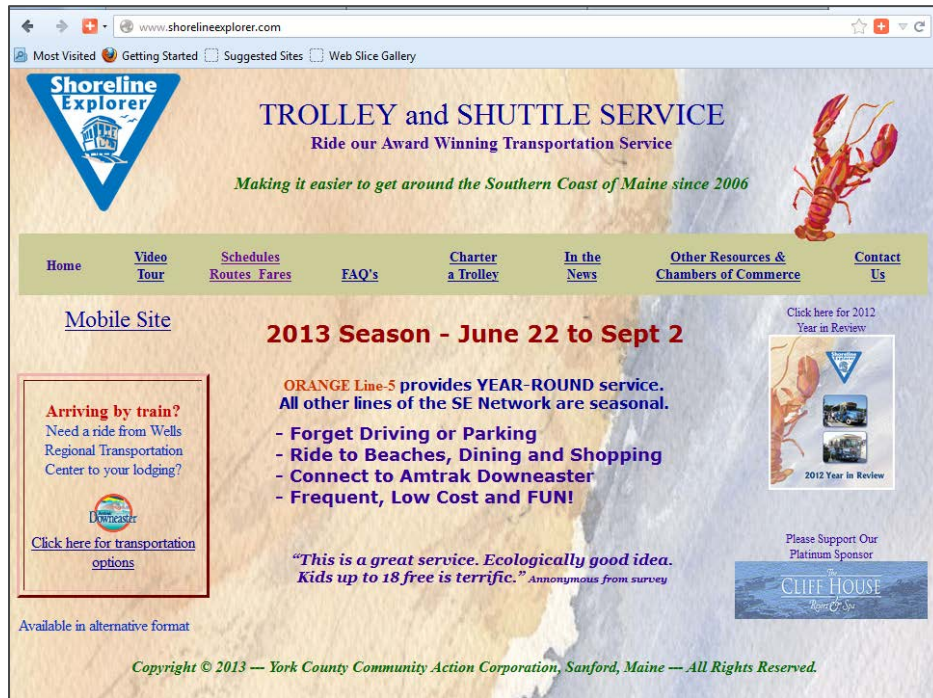 www.shorelineexplorer.com
Most Visited Getting Started Suggested Sites Web Slice Gallery
Shoreline
Explorer
TROLLEY and SHUTTLE SERVICE
Ride our Award Winning Transportation Service
Making it easier to get around the Southern Coast of Maine since 2006
Home
Video
Tour
Schedules
Routes Fares
FAQ's
Charter
a Trolley
In the
News
Other Resources &
Chambers of Commerce
Contact
Us
Mobile Site
Arriving by train?
Need a ride from Wells
Regional Transportation
Center to your lodging?
Downeaster
Click here for transportation
options
Available in alternative format
2013 Season - June 22 to Sept 2
ORANGE Line-5 provides YEAR-ROUND service.
All other lines of the SE Network are seasonal.
- Forget Driving or Parking
- Ride to Beaches, Dining and Shopping
- Connect to Amtrak Downeaster
- Frequent, Low Cost and FUN!
“This is a great service. Ecologically good idea.
Kids up to 18 free is terrific.” Annonymous from survey
Click here for 2012
Year in Review
Shoreline
Explorer
2012 Year in Review
Please Support Our
Platinum Sponsor
The
CLIFF HOUSE
Resort & Spa
Copyright © 2013 --- York County Community Action Corporation, Sanford, Maine --- All Rights Reserved.